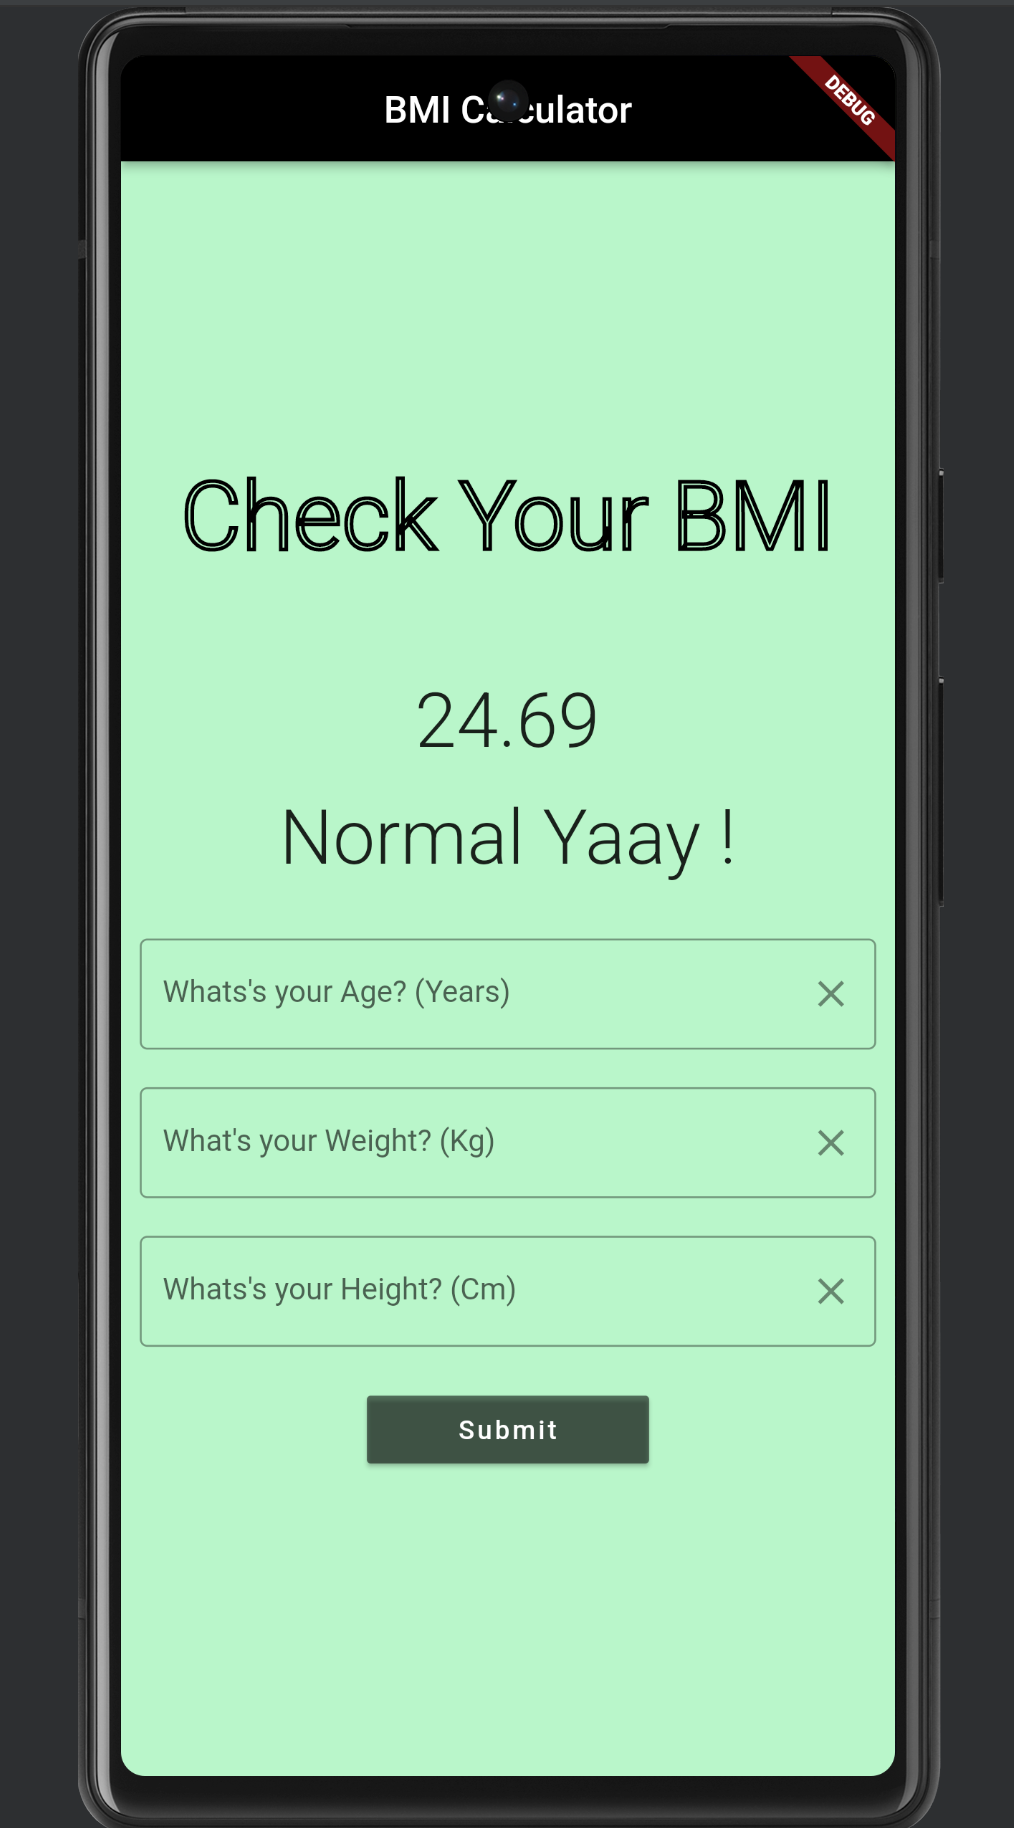 BMI Calculator
DEBUG
Check Your BMI
24.69
Normal Yaay !
Whats's your Age? (Years)
What's your Weight? (Kg)
Whats's your Height? (Cm)
Submit